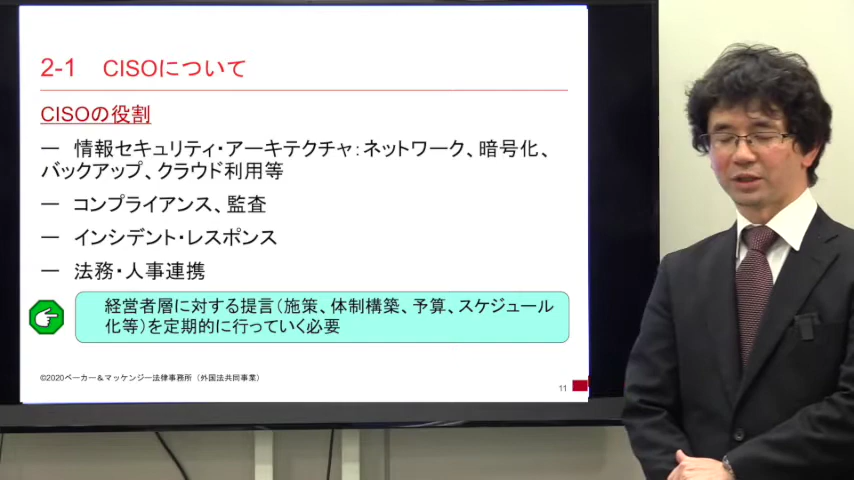 2-1 CISOについて
CISOの役割
ー 情報セキュリティ・アーキテクチャ：ネットワーク、暗号化、
バックアップ、クラウド利用等
ー コンプライアンス、監査
ー インシデント・レスポンス
ー 法務・人事連携
経営者層に対する提言（施策、体制構築、予算、スケジュール
化等）を定期的に行っていく必要
©2020ベーカー＆マッケンジー法律事務所（外国法共同事業）
11